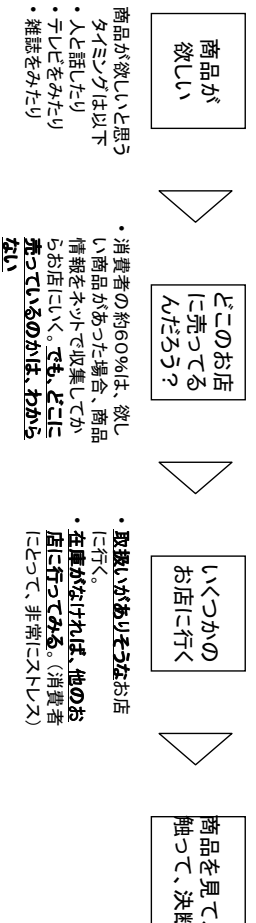 商品が
欲しい
商品が欲しいと思う
タイミングは以下
・人と話したり
・テレビをみたり
・雑誌をみたり
どこのお店
に売ってる
んだろう？
・消費者の約60%は、欲し
い商品があった場合、商品
情報をネットで収集してか
らお店にいく。でも、どこに
売っているのかは、わから
ない
いくつかの
お店に行く
・取扱いがありそうなお店
に行く。
・在庫がなければ、他のお
店に行ってみる。（消費者
にとって、非常にストレス）
商品を見て、
触って、決断